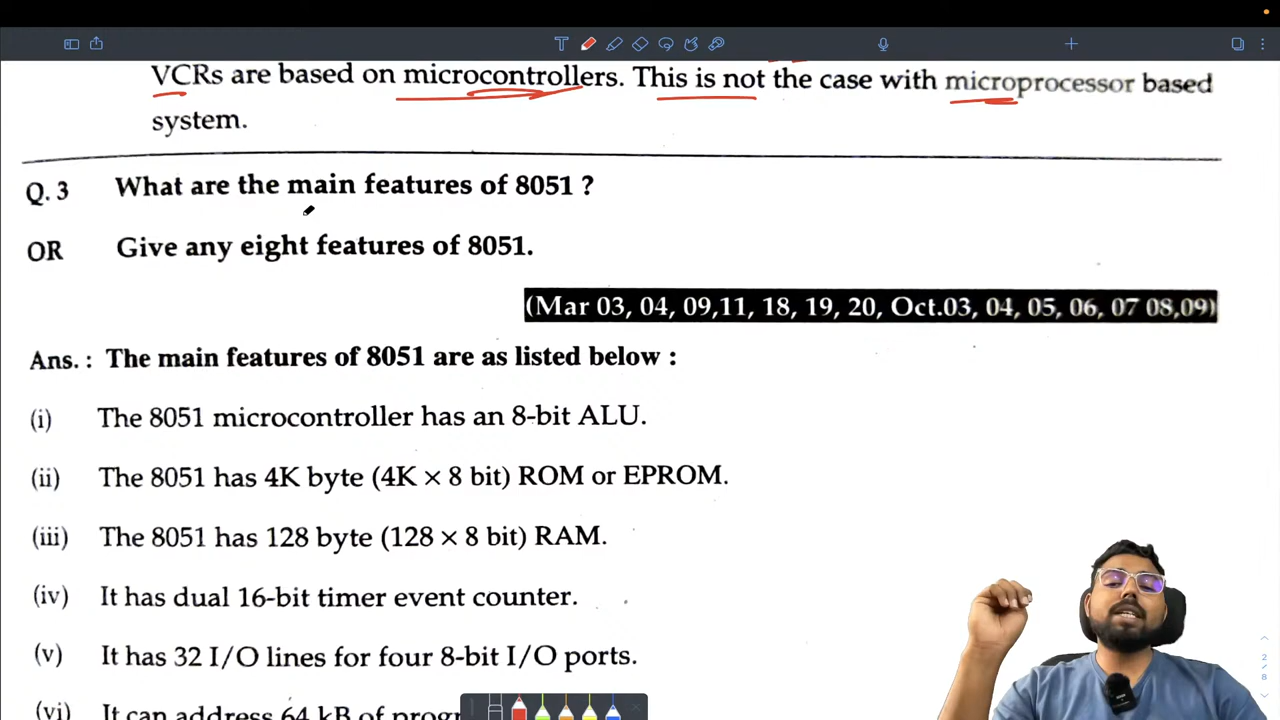 VCRs are based on microcontrollers. This is not the case with microprocessor based
system.
Q. 3 What are the main features of 8051 ?
OR Give any eight features of 8051.
(Mar 03, 04, 09,11, 18, 19, 20, Oct.03, 04, 05, 06, 07 08,09)
Ans. : The main features of 8051 are as listed below :
(i) The 8051 microcontroller has an 8-bit ALU.
(ii) The 8051 has 4K byte (4K × 8 bit) ROM or EPROM.
(iii) The 8051 has 128 byte (128 × 8 bit) RAM.
(iv) It has dual 16-bit timer event counter.
(v) It has 32 I/O lines for four 8-bit I/O ports.
(vi) It can address 64 kB of
2
8